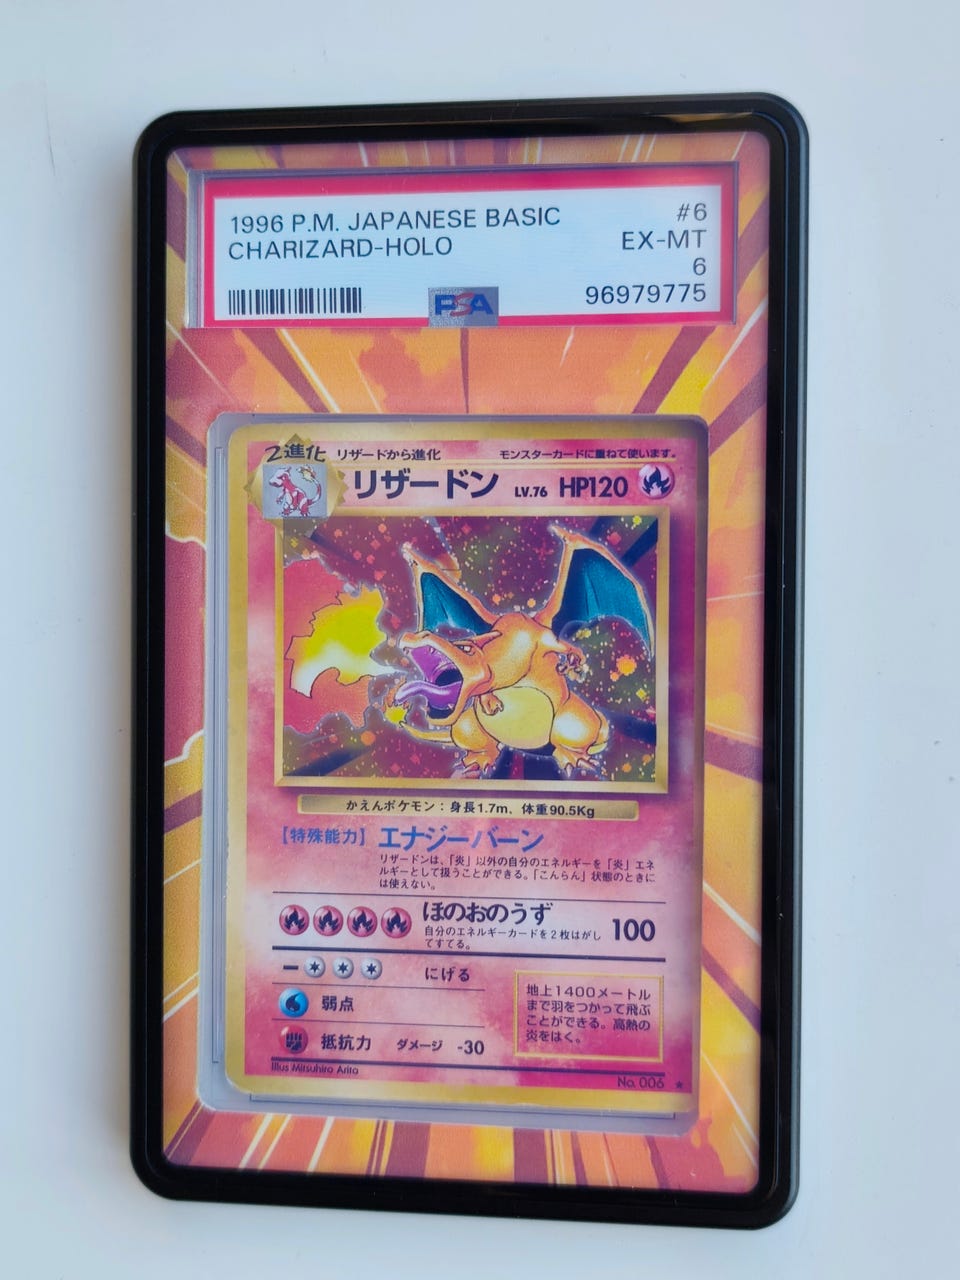 1996 P.M. JAPANESE BASIC #6
CHARIZARD-HOLO EX-MT
6
PSA 96979775
2進化 リザードから進化 モンスターカードに重ねて使います。
リザードン LV.76 HP120
かえんポケモン：身長1.7m、体重90.5Kg
【特殊能力】 エナジーバーン
リザードンは、「炎」以外の自分のエネルギーを「炎」エネ
ルギーとして扱うことができる。「こんらん」状態のときに
は使えない。
ほのおのうず 100
自分のエネルギーカードを２枚はがし
てすてる。
にげる
弱点
抵抗力 ダメージ -30
地上1400メートル
まで羽をつかって飛ぶ
ことができる。高熱の
炎をはく。
Illus Mitsuhiro Arita
No. 006 ★